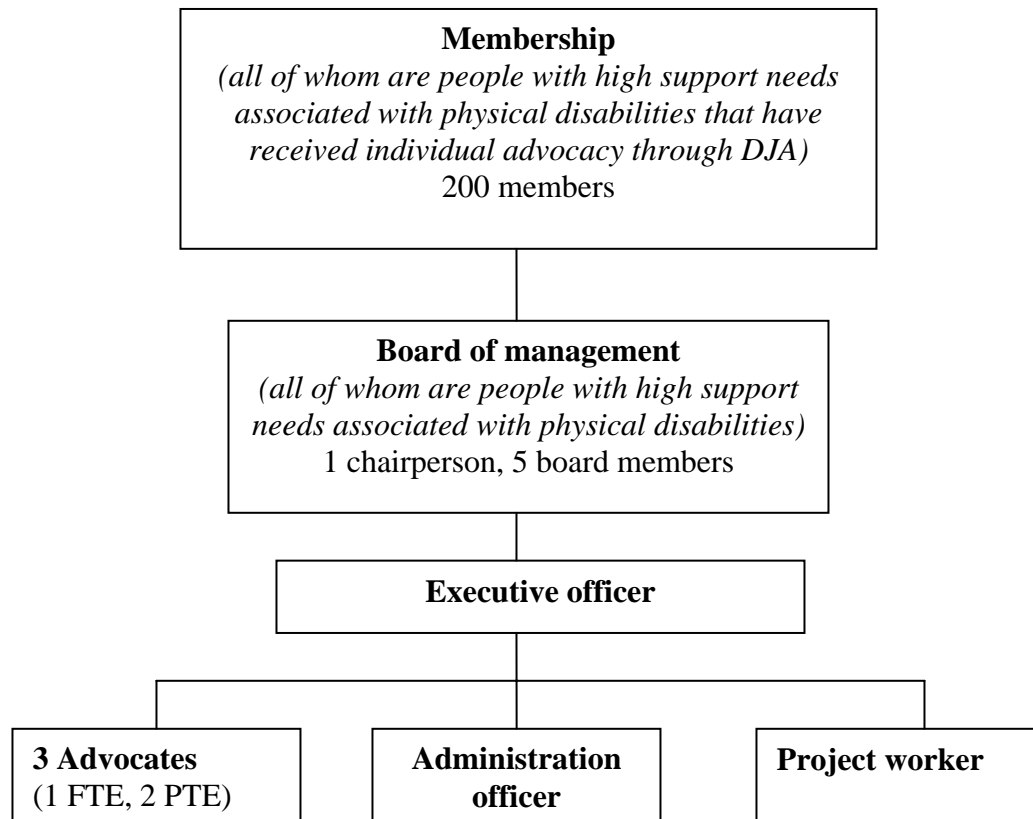 Membership
(all of whom are people with high support needs
associated with physical disabilities that have
received individual advocacy through DJA)
200 members
Board of management
(all of whom are people with high support
needs associated with physical disabilities)
1 chairperson, 5 board members
Executive officer
3 Advocates
(1 FTE, 2 PTE)
Administration
officer
Project worker